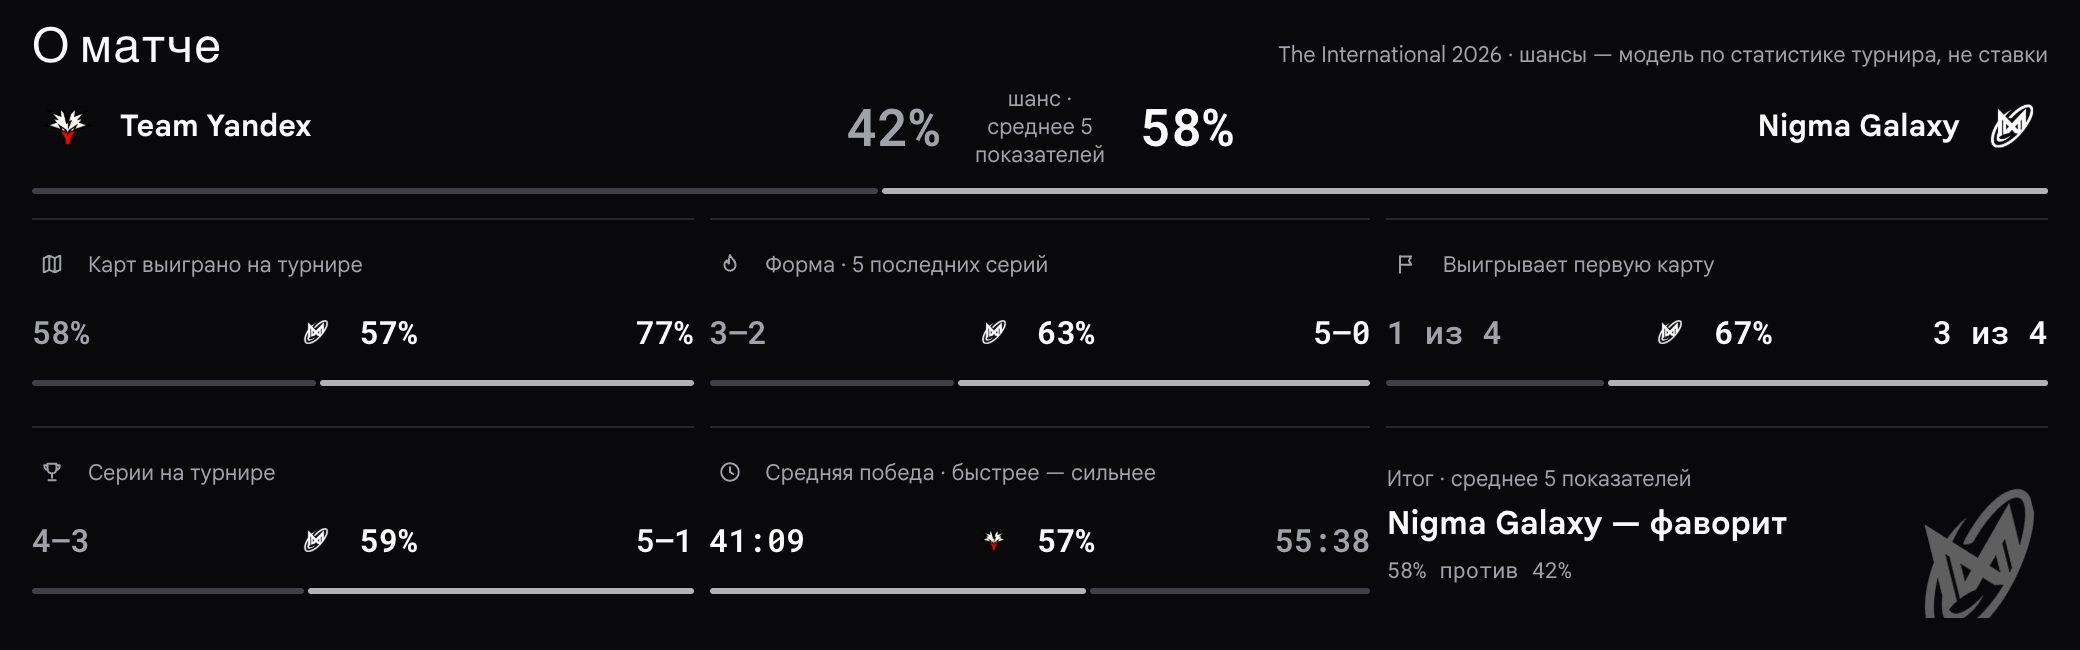 О матче
The International 2026 · шансы — модель по статистике турнира, не ставки
Team Yandex
42%
шанс ·
среднее 5
показателей
58%
Nigma Galaxy
Карт выиграно на турнире
58%
57%
77%
Форма · 5 последних серий
3–2
63%
5–0
Выигрывает первую карту
1 из 4
67%
3 из 4
Серии на турнире
4–3
59%
5–1
Средняя победа · быстрее — сильнее
41:09
57%
55:38
Итог · среднее 5 показателей
Nigma Galaxy — фаворит
58% против 42%